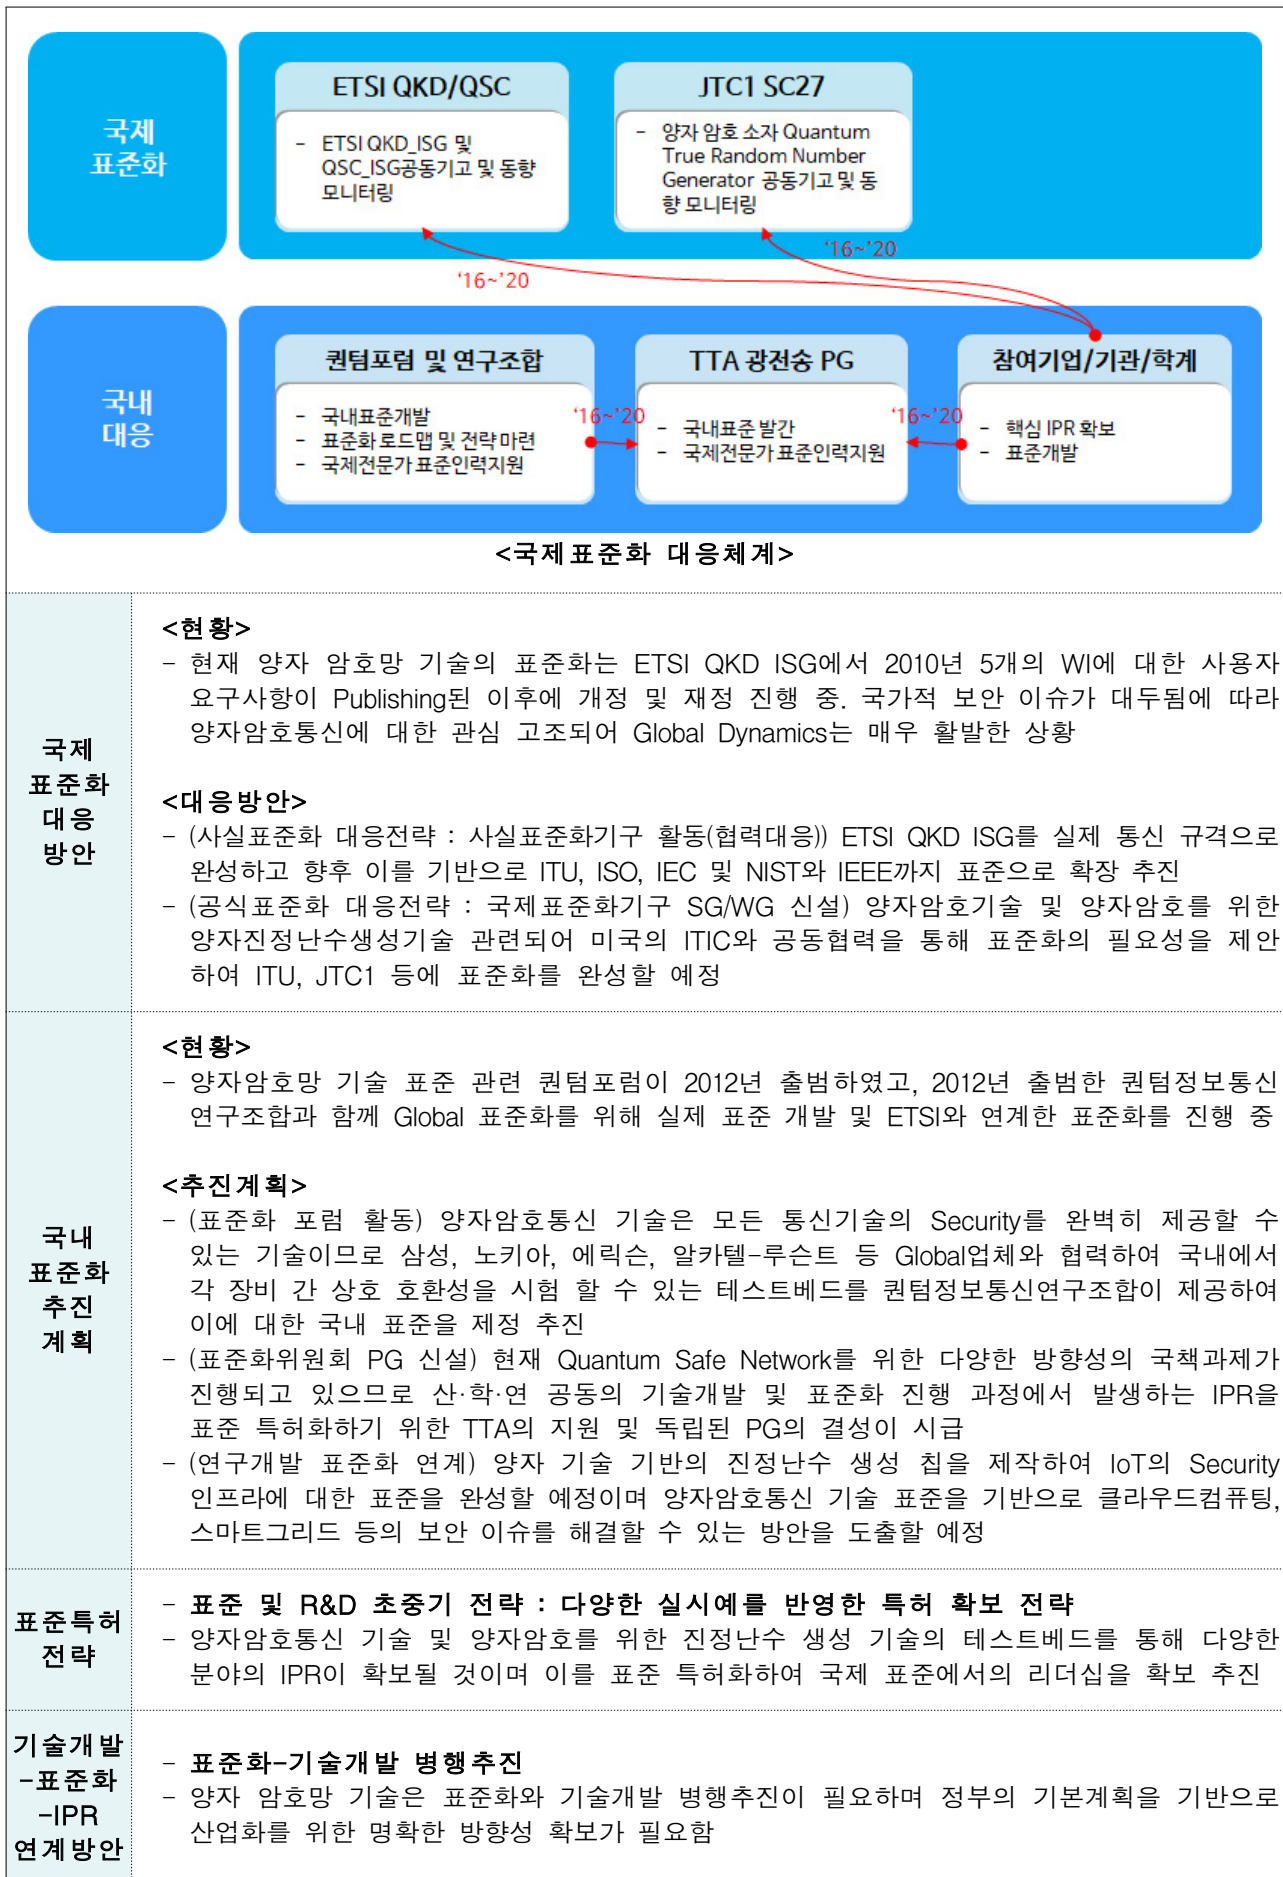 국제
표준화
ETSI QKD/QSC
- ETSI QKD_ISG 및
QSC_ISG공동기고 및 동향
모니터링
JTC1 SC27
- 양자 암호 소자 Quantum
True Random Number
Generator 공동기고 및 동
향 모니터링
'16~'20
'16~'20
국내
대응
퀀텀포럼 및 연구조합
- 국내표준개발
- 표준화로드맵 및 전략 마련
- 국제전문가 표준인력지원
'16~'20
TTA 광전송 PG
- 국내표준 발간
- 국제전문가 표준인력지원
'16~'20
참여기업/기관/학계
- 핵심 IPR 확보
- 표준개발
<국제표준화 대응체계>
국제
표준화
대응
방안
<현황>
- 현재 양자 암호망 기술의 표준화는 ETSI QKD ISG에서 2010년 5개의 WI에 대한 사용자
요구사항이 Publishing된 이후에 개정 및 재정 진행 중. 국가적 보안 이슈가 대두됨에 따라
양자암호통신에 대한 관심 고조되어 Global Dynamics는 매우 활발한 상황
<대응방안>
- (사실표준화 대응전략 : 사실표준화기구 활동(협력대응)) ETSI QKD ISG를 실제 통신 규격으로
완성하고 향후 이를 기반으로 ITU, ISO, IEC 및 NIST와 IEEE까지 표준으로 확장 추진
- (공식표준화 대응전략 : 국제표준화기구 SG/WG 신설) 양자암호기술 및 양자암호를 위한
양자진정난수생성기술 관련되어 미국의 ITIC와 공동협력을 통해 표준화의 필요성을 제안
하여 ITU, JTC1 등에 표준화를 완성할 예정
국내
표준화
추진
계획
<현황>
- 양자암호망 기술 표준 관련 퀀텀포럼이 2012년 출범하였고, 2012년 출범한 퀀텀정보통신
연구조합과 함께 Global 표준화를 위해 실제 표준 개발 및 ETSI와 연계한 표준화를 진행 중
<추진계획>
- (표준화 포럼 활동) 양자암호통신 기술은 모든 통신기술의 Security를 완벽히 제공할 수
있는 기술이므로 삼성, 노키아, 에릭슨, 알카텔-루슨트 등 Global업체와 협력하여 국내에서
각 장비 간 상호 호환성을 시험 할 수 있는 테스트베드를 퀀텀정보통신연구조합이 제공하여
이에 대한 국내 표준을 제정 추진
- (표준화위원회 PG 신설) 현재 Quantum Safe Network를 위한 다양한 방향성의 국책과제가
진행되고 있으므로 산·학·연 공동의 기술개발 및 표준화 진행 과정에서 발생하는 IPR을
표준 특허화하기 위한 TTA의 지원 및 독립된 PG의 결성이 시급
- (연구개발 표준화 연계) 양자 기술 기반의 진정난수 생성 칩을 제작하여 IoT의 Security
인프라에 대한 표준을 완성할 예정이며 양자암호통신 기술 표준을 기반으로 클라우드컴퓨팅,
스마트그리드 등의 보안 이슈를 해결할 수 있는 방안을 도출할 예정
표준특허
전략
- 표준 및 R&D 초중기 전략 : 다양한 실시예를 반영한 특허 확보 전략
- 양자암호통신 기술 및 양자암호를 위한 진정난수 생성 기술의 테스트베드를 통해 다양한
분야의 IPR이 확보될 것이며 이를 표준 특허화하여 국제 표준에서의 리더십을 확보 추진
기술개발
-표준화
-IPR
연계방안
- 표준화-기술개발 병행추진
- 양자 암호망 기술은 표준화와 기술개발 병행추진이 필요하며 정부의 기본계획을 기반으로
산업화를 위한 명확한 방향성 확보가 필요함